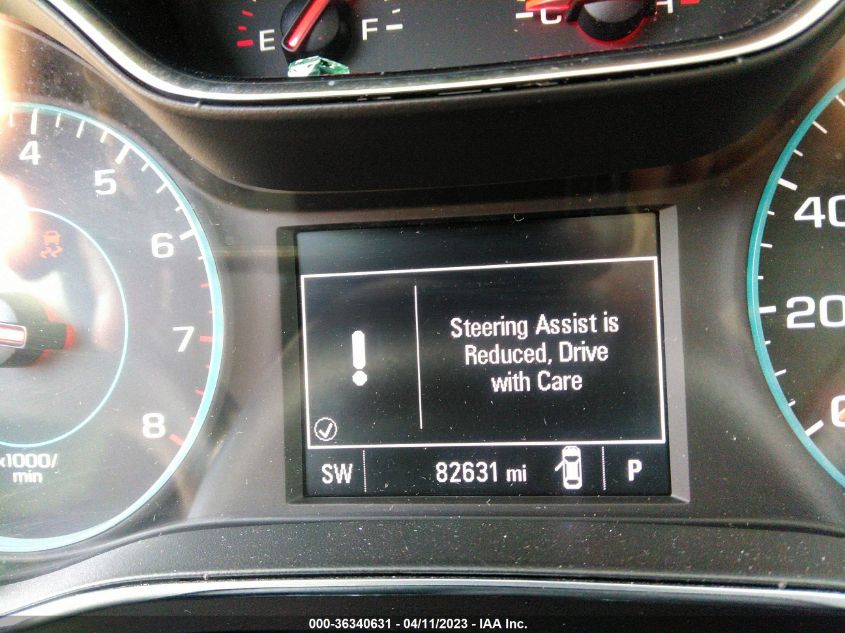 E F
C H
4
5
6
7
8
x1000/
min
Steering Assist is
Reduced, Drive
with Care
SW 82631 mi P
40
20
0
000-36340631 - 04/11/2023 - IAA Inc.